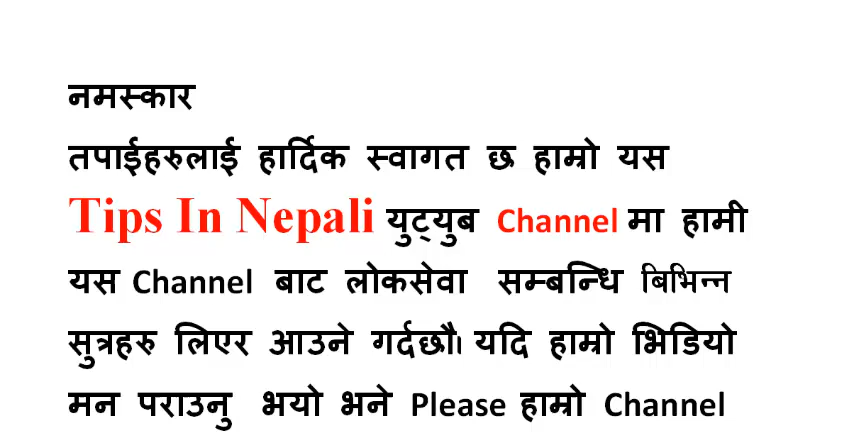 नमस्कार
तपाईहरुलाई हार्दिक स्वागत छ हाम्रो यस
Tips In Nepali युट्युब Channel मा हामी
यस Channel बाट लोकसेवा सम्बन्धि बिभिन्न
सुत्रहरु लिएर आउने गर्दछौ। यदि हाम्रो भिडियो
मन पराउनु भयो भने Please हाम्रो Channel